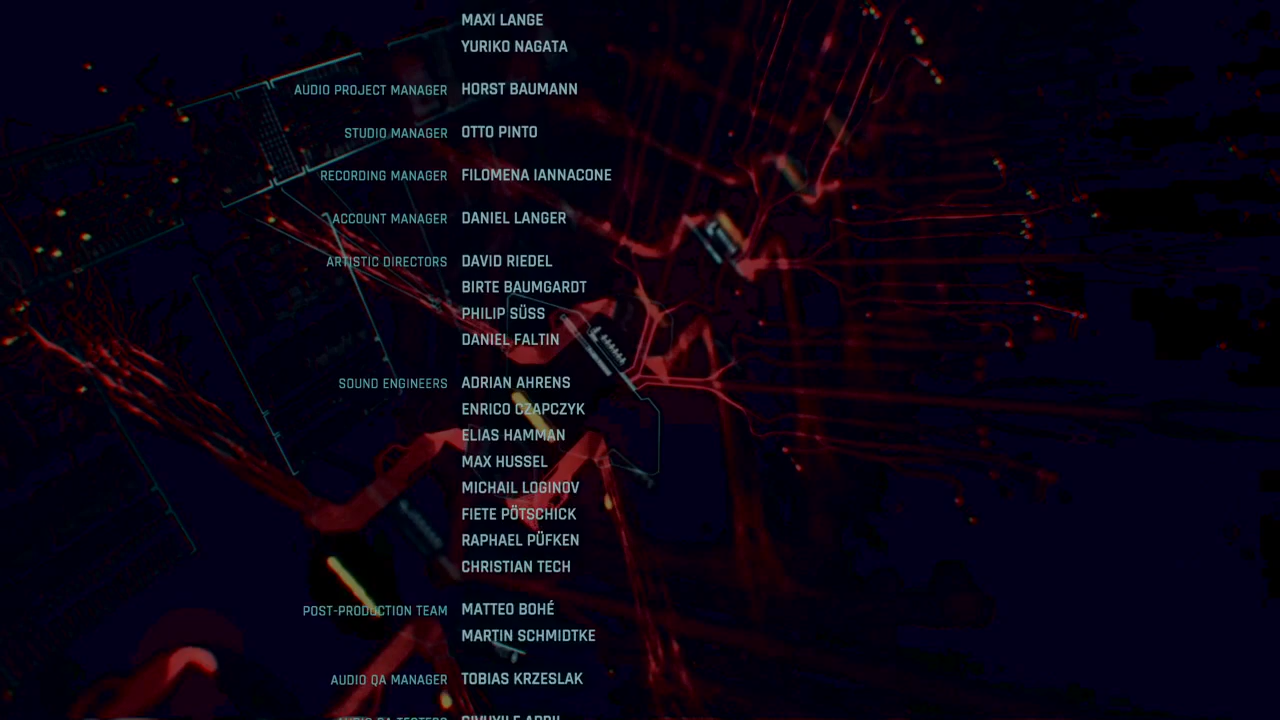 MAXI LANGE
YURIKO NAGATA
AUDIO PROJECT MANAGER HORST BAUMANN
STUDIO MANAGER OTTO PINTO
RECORDING MANAGER FILOMENA IANNACONE
ACCOUNT MANAGER DANIEL LANGER
ARTISTIC DIRECTORS DAVID RIEDEL
BIRTE BAUMGARDT
PHILIP SÜSS
DANIEL FALTIN
SOUND ENGINEERS ADRIAN AHRENS
ENRICO CZAPCZYK
ELIAS HAMMAN
MAX HUSSEL
MICHAIL LOGINOV
FIETE PÖTSCHICK
RAPHAEL PÜFKEN
CHRISTIAN TECH
POST-PRODUCTION TEAM MATTEO BOHÉ
MARTIN SCHMIDTKE
AUDIO QA MANAGER TOBIAS KRZESLAK